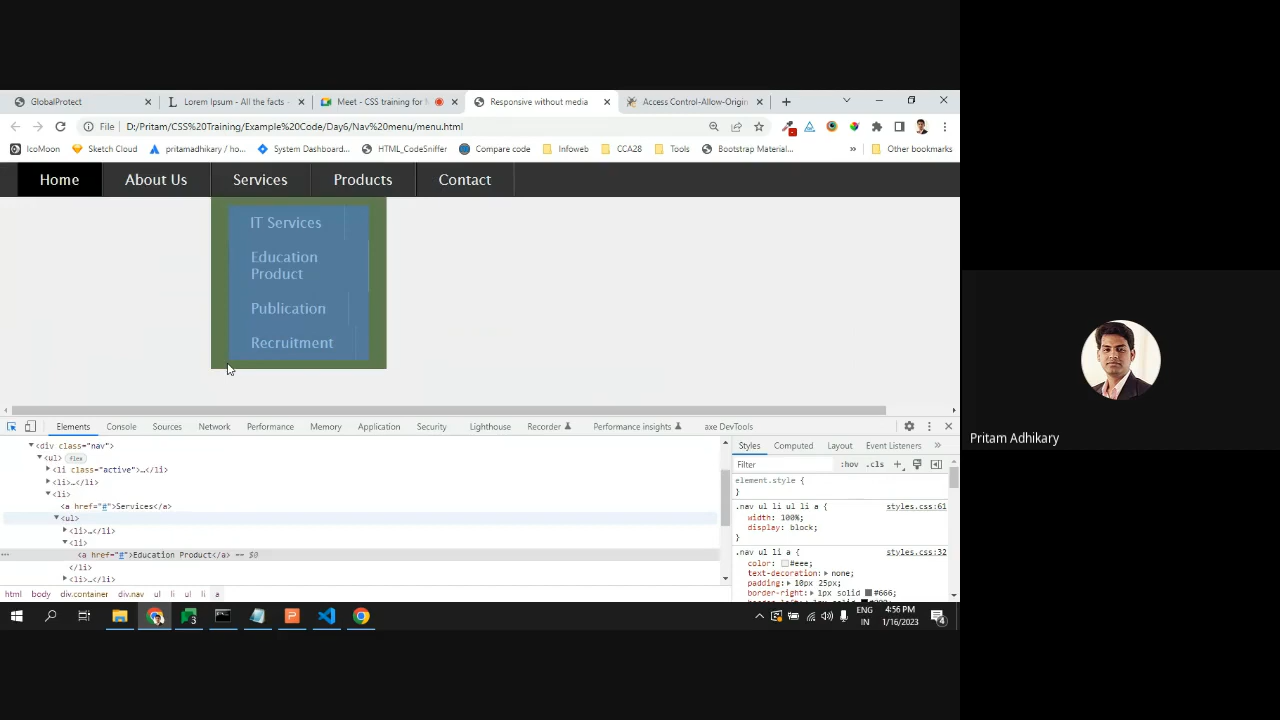 GlobalProtect
Lorem Ipsum - All the facts -
Meet - CSS training for M
Responsive without media
Access Control-Allow-Origin
File D:/Pritam/CSS%20Training/Example%20Code/Day6/Nav%20menu/menu.html
IcoMoon Sketch Cloud pritamadhikary / ho... System Dashboard... HTML_CodeSniffer Compare code Infoweb CCA28 Tools Bootstrap Material... » Other bookmarks
Home About Us Services Products Contact
IT Services
Education
Product
Publication
Recruitment
Pritam Adhikary
Elements Console Sources Network Performance Memory Application Security Lighthouse Recorder Performance insights axe DevTools
<div class="nav">
<ul> flex
<li class="active">…</li>
<li>…</li>
<li>
<a href="#">Services</a>
<ul>
<li>…</li>
<li>
<a href="#">Education Product</a> == $0
</li>
<li>…</li>
html body div.container div.nav ul li ul li a
Styles Computed Layout Event Listeners »
Filter :hov .cls +
element.style {
}
.nav ul li ul li a { styles.css:61
width: 100%;
display: block;
}
.nav ul li a { styles.css:32
color: #eee;
text-decoration: none;
padding: 10px 25px;
border-right: 1px solid #666;
ENG
IN
4:56 PM
1/16/2023
4